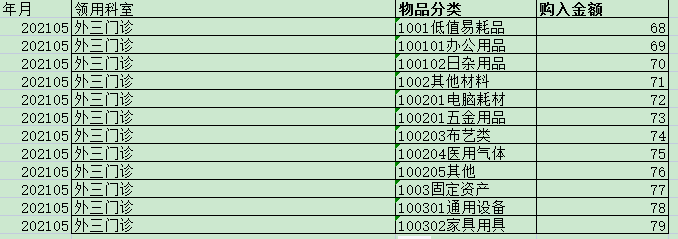 年月 领用科室 物品分类 购入金额
202105 外三门诊 1001低值易耗品 68
202105 外三门诊 100101办公用品 69
202105 外三门诊 100102日杂用品 70
202105 外三门诊 1002其他材料 71
202105 外三门诊 100201电脑耗材 72
202105 外三门诊 100201五金用品 73
202105 外三门诊 100203布艺类 74
202105 外三门诊 100204医用气体 75
202105 外三门诊 100205其他 76
202105 外三门诊 1003固定资产 77
202105 外三门诊 100301通用设备 78
202105 外三门诊 100302家具用具 79